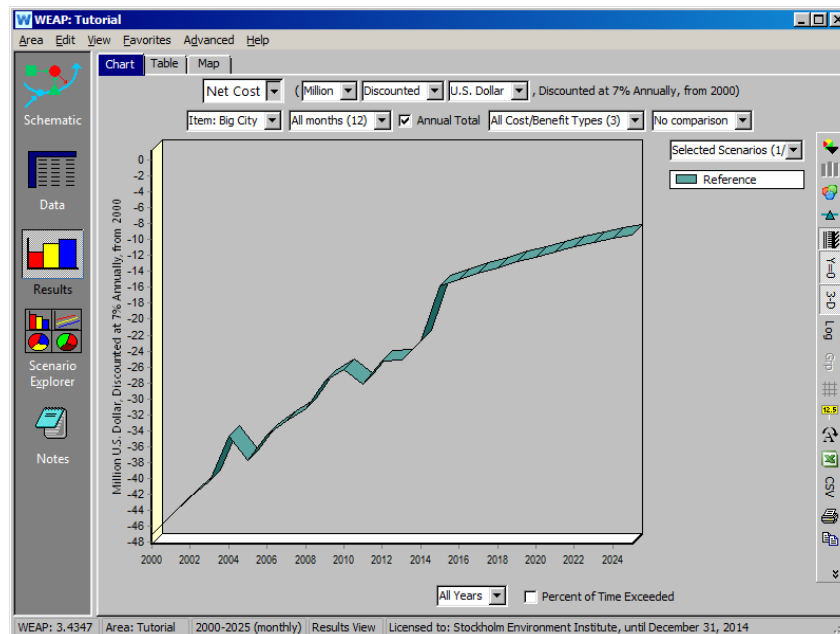 WEAP: Tutorial
Area Edit View Favorites Advanced Help
Chart Table Map
Net Cost ( Million Discounted U.S. Dollar , Discounted at 7% Annually, from 2000)
Item: Big City All months (12) Annual Total All Cost/Benefit Types (3) No comparison
Selected Scenarios (1/
Reference
Schematic
Data
Results
Scenario
Explorer
Notes
Million U.S. Dollar, Discounted at 7% Annually, from 2000
0
-2
-4
-6
-8
-10
-12
-14
-16
-18
-20
-22
-24
-26
-28
-30
-32
-34
-36
-38
-40
-42
-44
-46
-48
2000 2002 2004 2006 2008 2010 2012 2014 2016 2018 2020 2022 2024
Y=0
3-D
Log
Grp
12.5
A
CSV
All Years Percent of Time Exceeded
WEAP: 3.4347 Area: Tutorial 2000-2025 (monthly) Results View Licensed to: Stockholm Environment Institute, until December 31, 2014